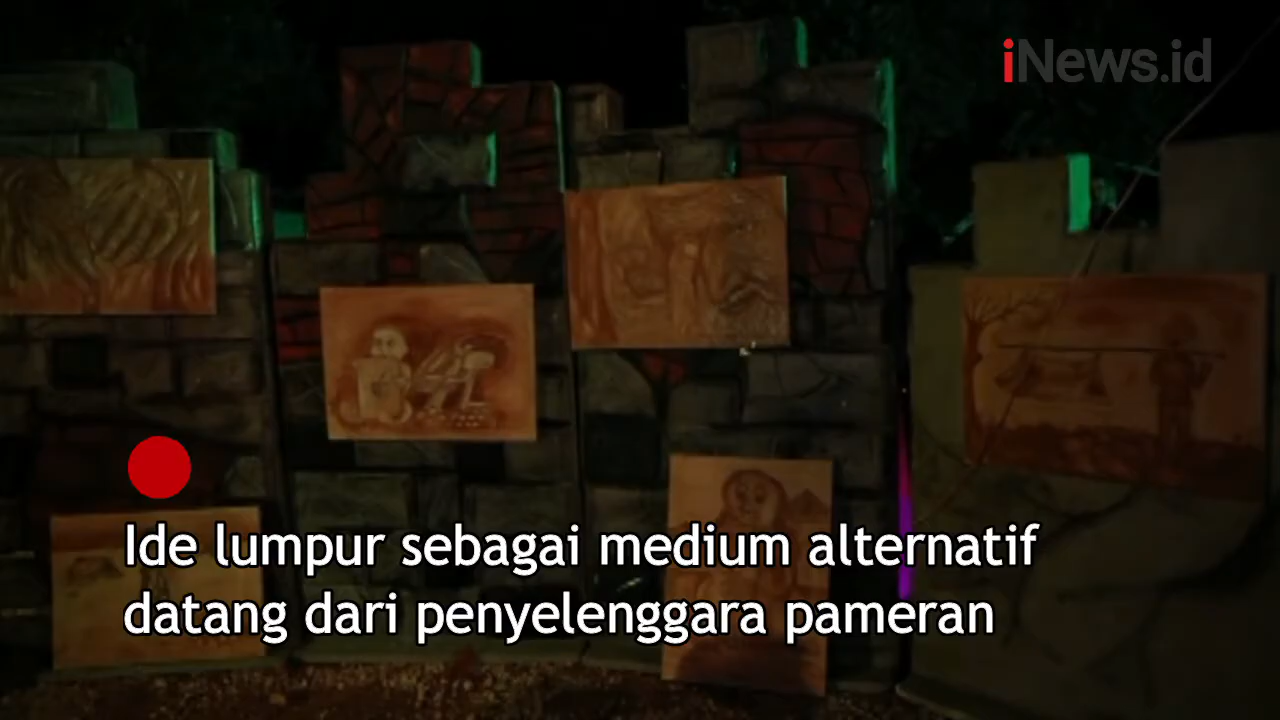 iNews.id
Ide lumpur sebagai medium alternatif
datang dari penyelenggara pameran